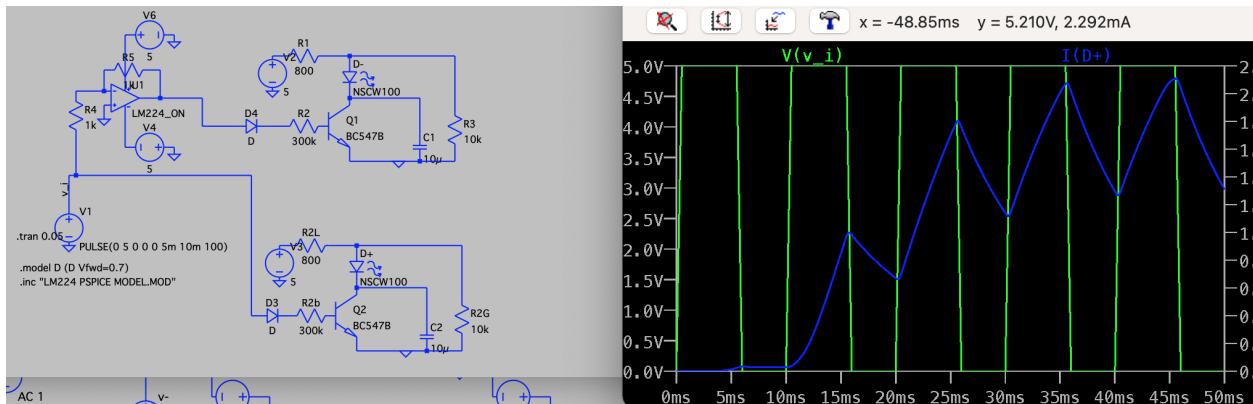 V6
5
R5
U1
LM224_ON
R4
1k
V4
5
v_i
V1
.tran 0.05
PULSE(0 5 0 0 0 5m 10m 100)
.model D (D Vfwd=0.7)
.inc "LM224 PSPICE MODEL.MOD"
AC 1
v-
R1
800
V2
5
D-
NSCW100
D4
D
R2
300k
Q1
BC547B
C1
10µ
R3
10k
R2L
800
V3
5
D+
NSCW100
D3
D
R2b
300k
Q2
BC547B
C2
10µ
R2G
10k
x = -48.85ms y = 5.210V, 2.292mA
V(v_i) I(D+)
5.0V
4.5V
4.0V
3.5V
3.0V
2.5V
2.0V
1.5V
1.0V
0.5V
0.0V
0ms 5ms 10ms 15ms 20ms 25ms 30ms 35ms 40ms 45ms 50ms